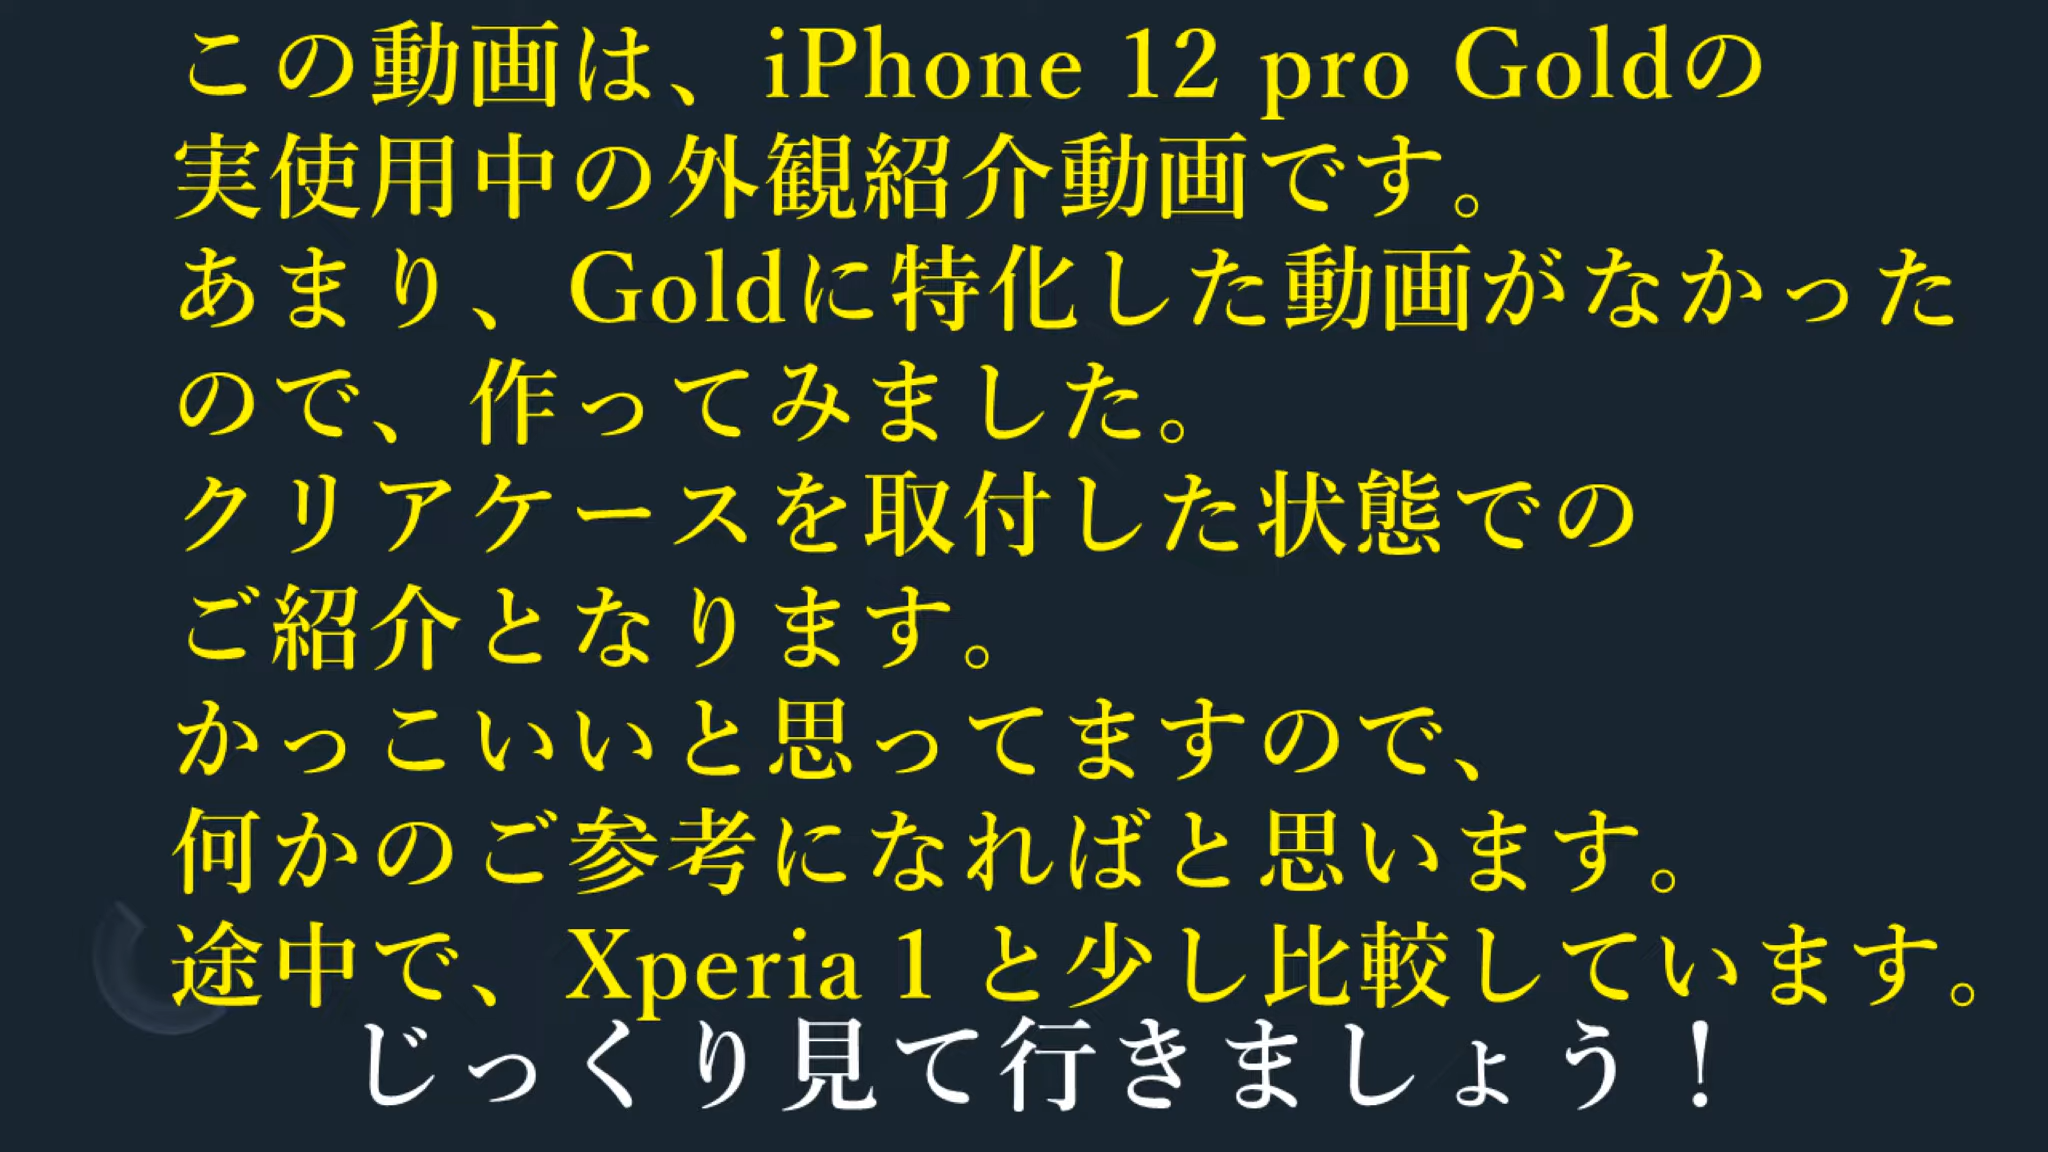 この動画は、iPhone 12 pro Goldの
実使用中の外観紹介動画です。
あまり、Goldに特化した動画がなかった
ので、作ってみました。
クリアケースを取付した状態での
ご紹介となります。
かっこいいと思ってますので、
何かのご参考になればと思います。
途中で、Xperia 1 と少し比較しています。
じっくり見て行きましょう！